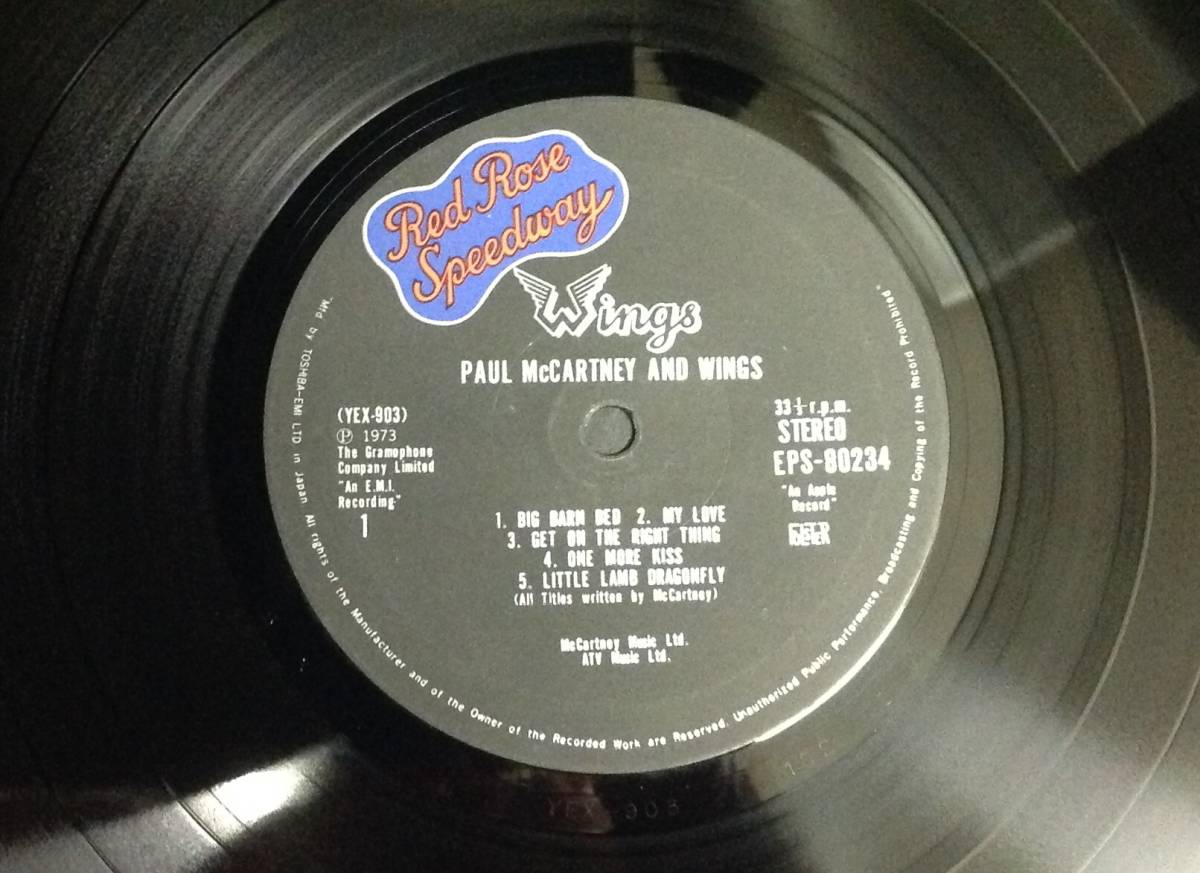 Red Rose
Speedway
Wings
PAUL McCARTNEY AND WINGS
(YEX-903)
Ⓟ 1973
The Gramophone
Company Limited
"An E.M.I.
Recording"
1
33⅓ r.p.m.
STEREO
EPS-80234
"An Apple
Record"
1. BIG BARN BED 2. MY LOVE
3. GET ON THE RIGHT THING
4. ONE MORE KISS
5. LITTLE LAMB DRAGONFLY
(All Titles written by McCartney)
McCartney Music Ltd.
ATV Music Ltd.
"Mfd by TOSHIBA-EMI LTD in Japan. All rights of the Manufacturer and of the Owner of the Recorded Work are Reserved. Unauthorized Public Performance, Broadcasting and Copying of the Record Prohibited"
YEX-903